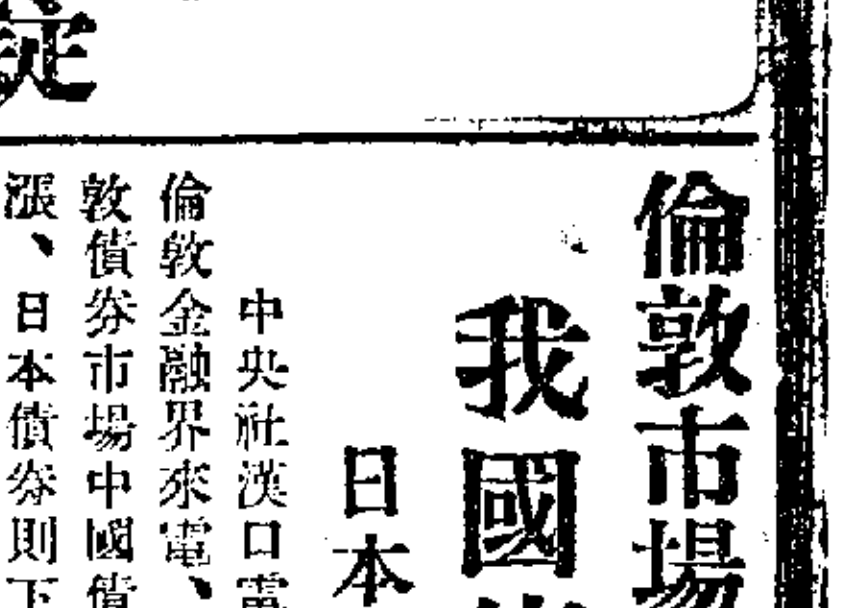 倫敦市場
我國
日本
中央社漢口電
倫敦金融界來電、
敦債券市場中國債
漲、日本債券則下